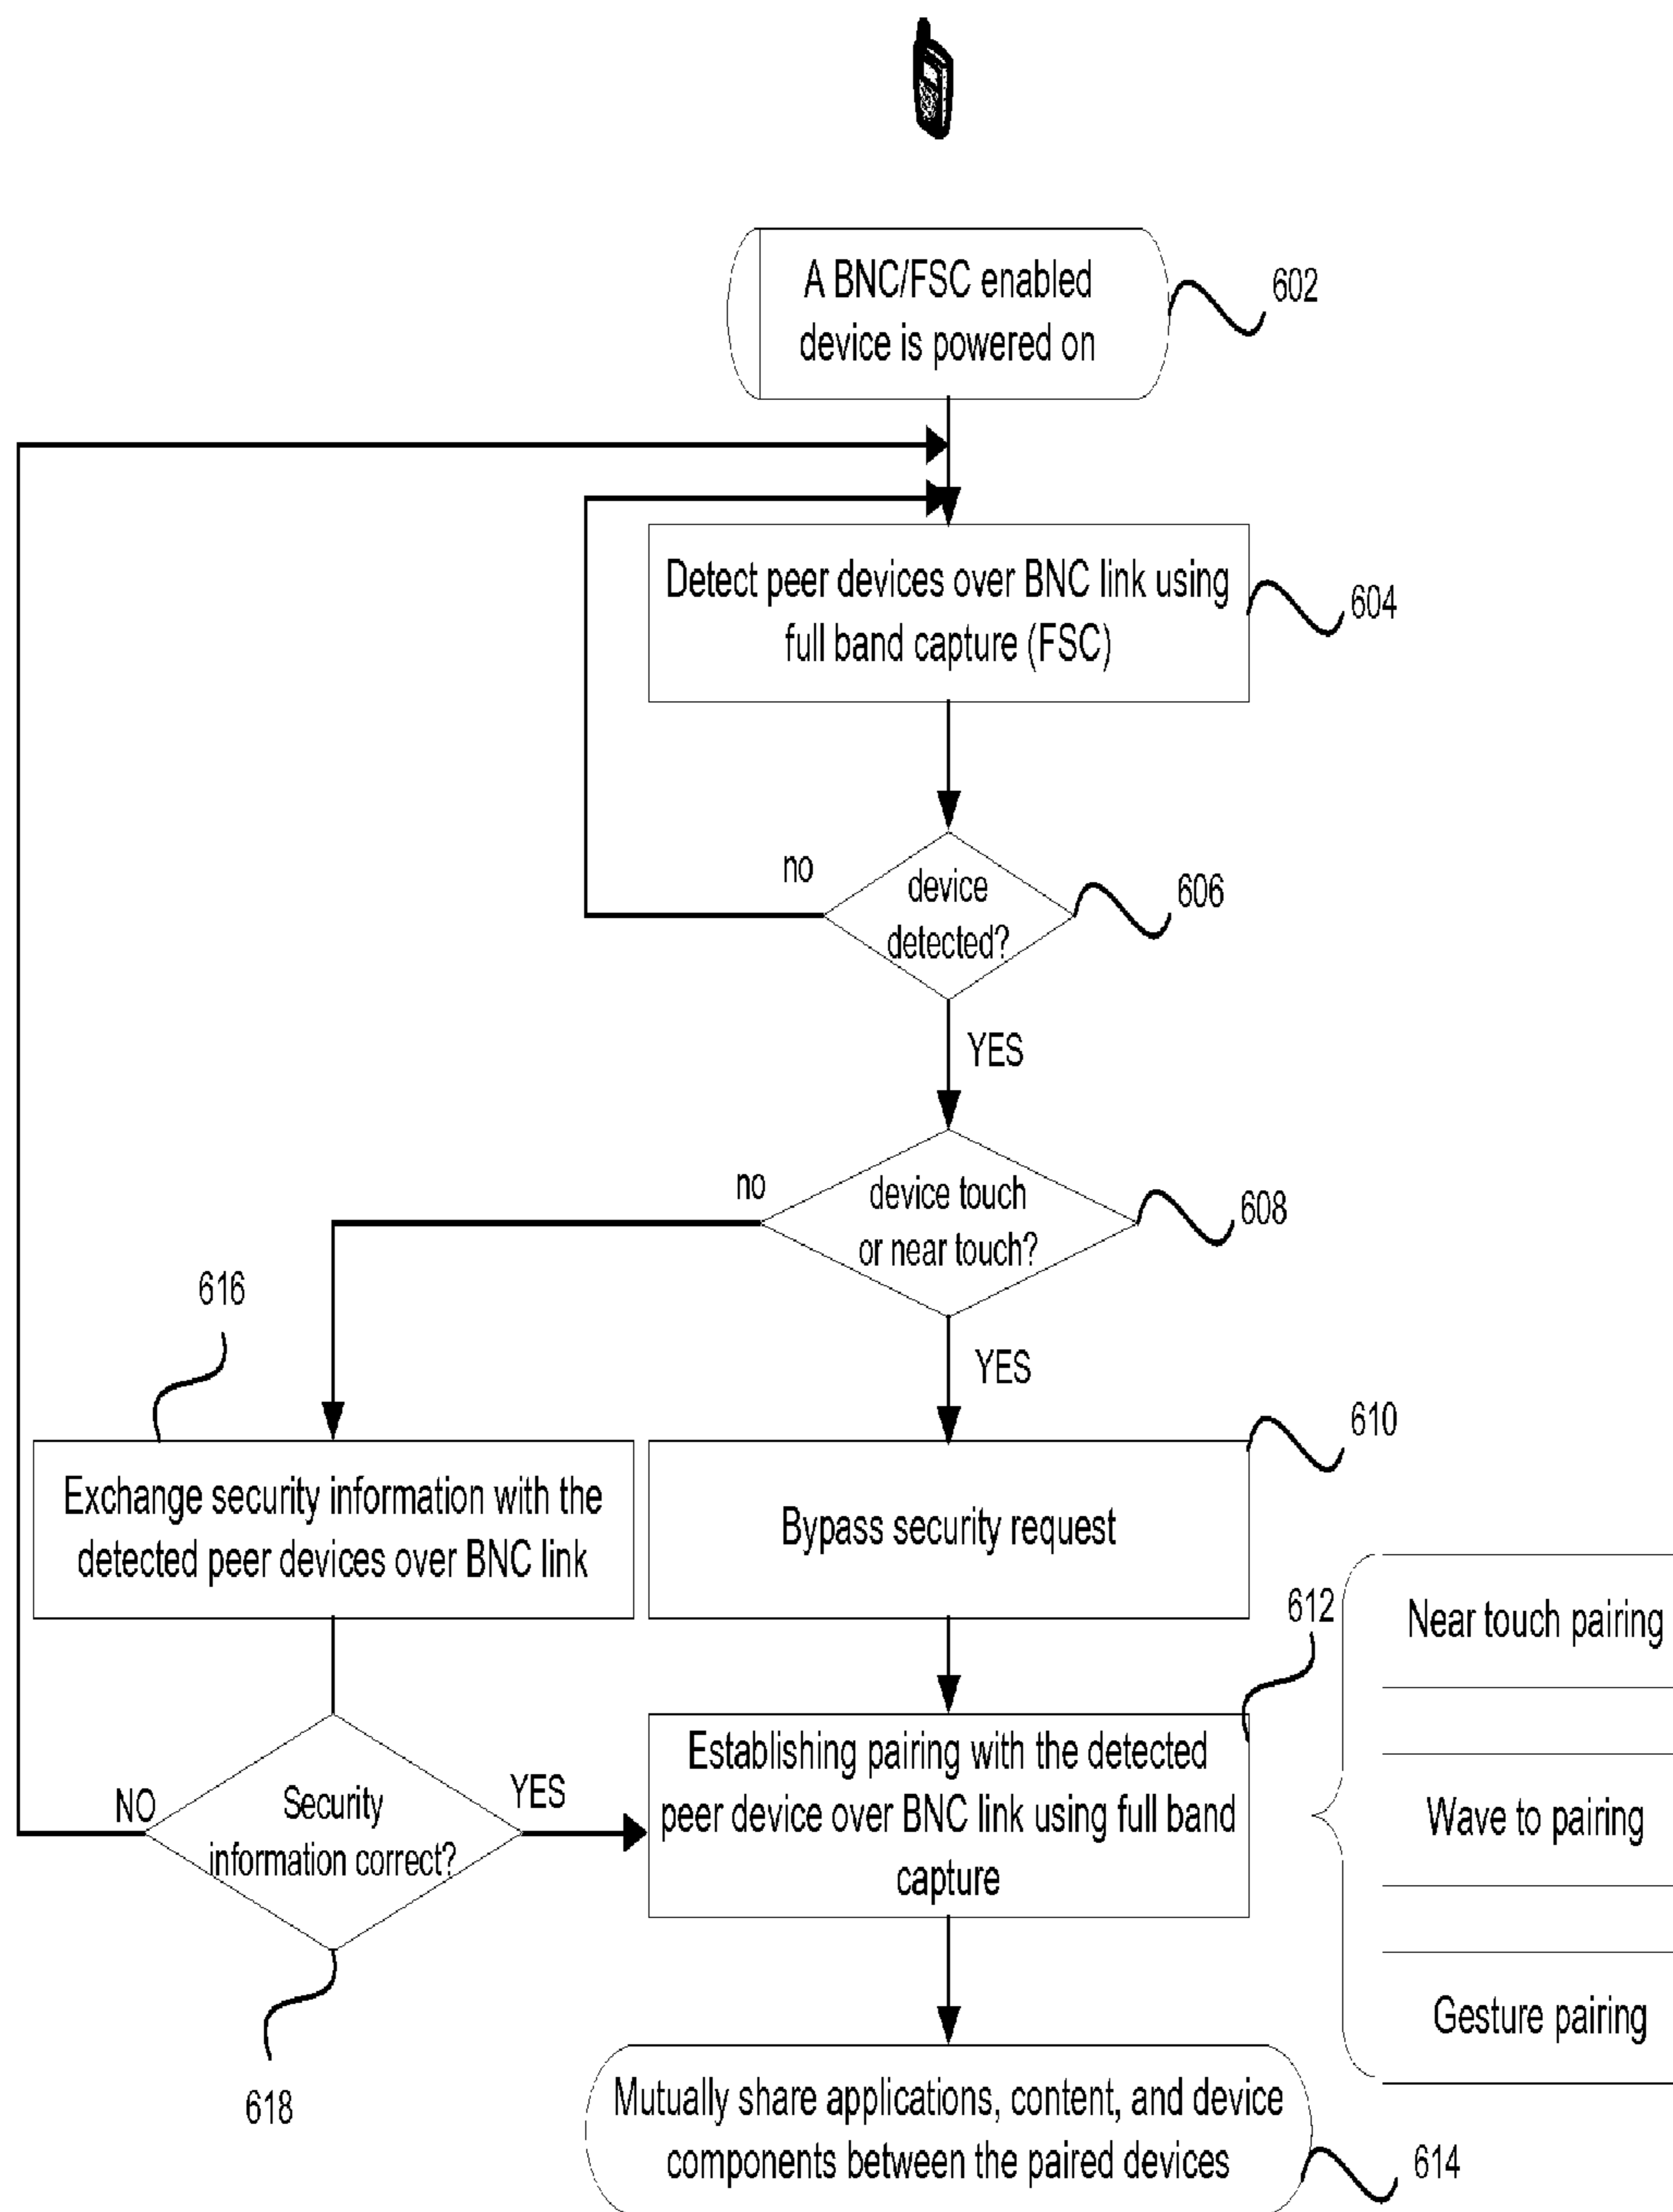 A BNC/FSC enabled
device is powered on
602
Detect peer devices over BNC link using
full band capture (FSC)
604
no
device
detected?
606
YES
no
device touch
or near touch?
608
616
YES
610
Exchange security information with the
detected peer devices over BNC link
Bypass security request
612
Near touch pairing
Establishing pairing with the detected
peer device over BNC link using full band
capture
NO
Security
information correct?
YES
Wave to pairing
Gesture pairing
618
Mutually share applications, content, and device
components between the paired devices
614